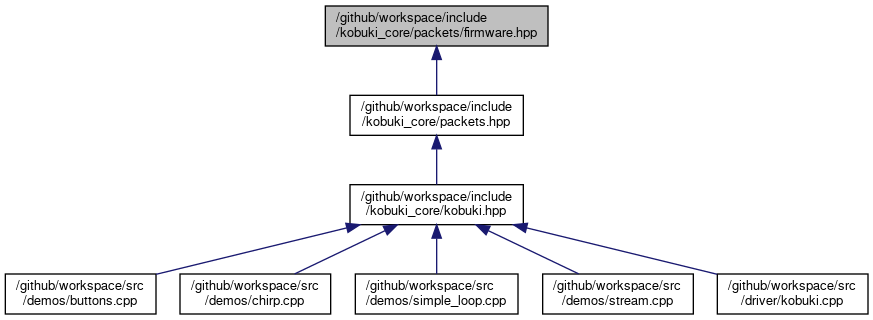 /github/workspace/include
/kobuki_core/packets/firmware.hpp
/github/workspace/include
/kobuki_core/packets.hpp
/github/workspace/include
/kobuki_core/kobuki.hpp
/github/workspace/src
/demos/buttons.cpp
/github/workspace/src
/demos/chirp.cpp
/github/workspace/src
/demos/simple_loop.cpp
/github/workspace/src
/demos/stream.cpp
/github/workspace/src
/driver/kobuki.cpp